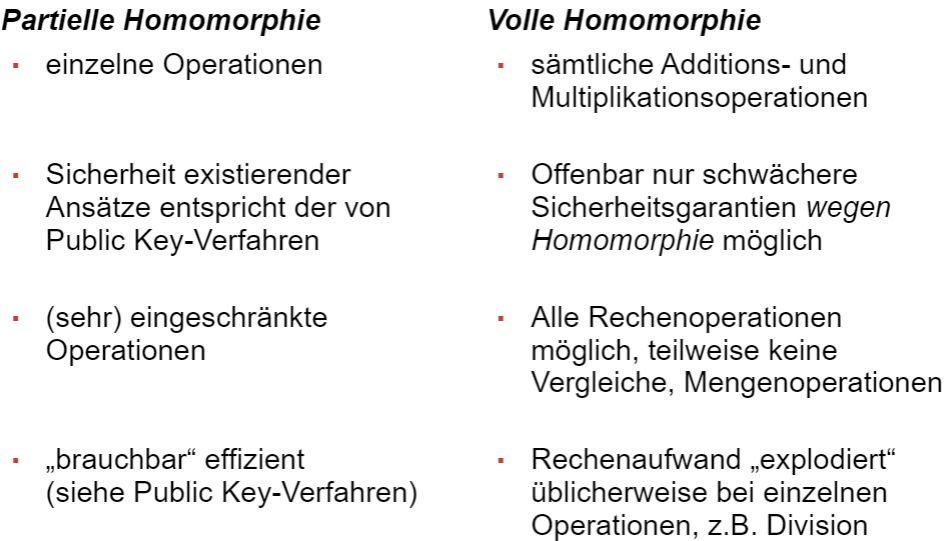 Partielle Homomorphie
▪ einzelne Operationen
▪ Sicherheit existierender
Ansätze entspricht der von
Public Key-Verfahren
▪ (sehr) eingeschränkte
Operationen
▪ „brauchbar“ effizient
(siehe Public Key-Verfahren)
Volle Homomorphie
▪ sämtliche Additions- und
Multiplikationsoperationen
▪ Offenbar nur schwächere
Sicherheitsgarantien wegen
Homomorphie möglich
▪ Alle Rechenoperationen
möglich, teilweise keine
Vergleiche, Mengenoperationen
▪ Rechenaufwand „explodiert“
üblicherweise bei einzelnen
Operationen, z.B. Division